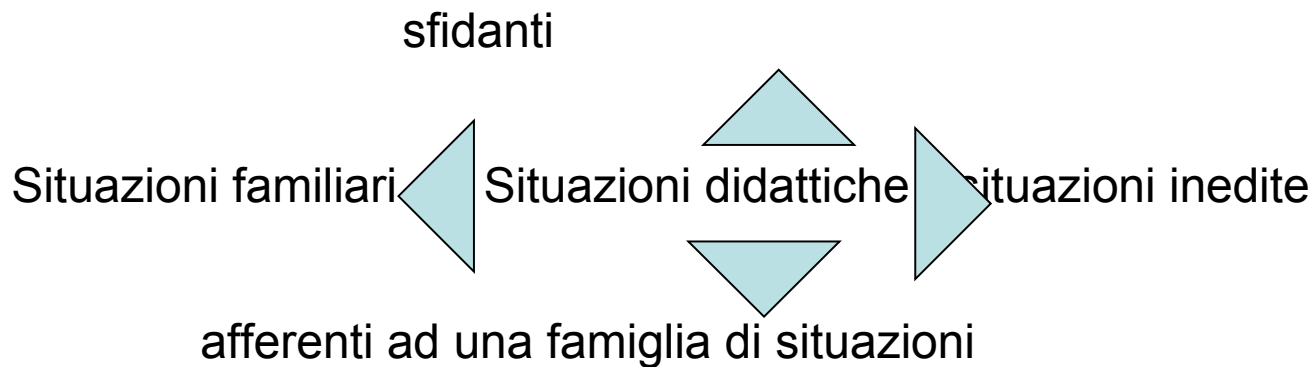 sfidanti
Situazioni familiari Situazioni didattiche situazioni inedite
afferenti ad una famiglia di situazioni